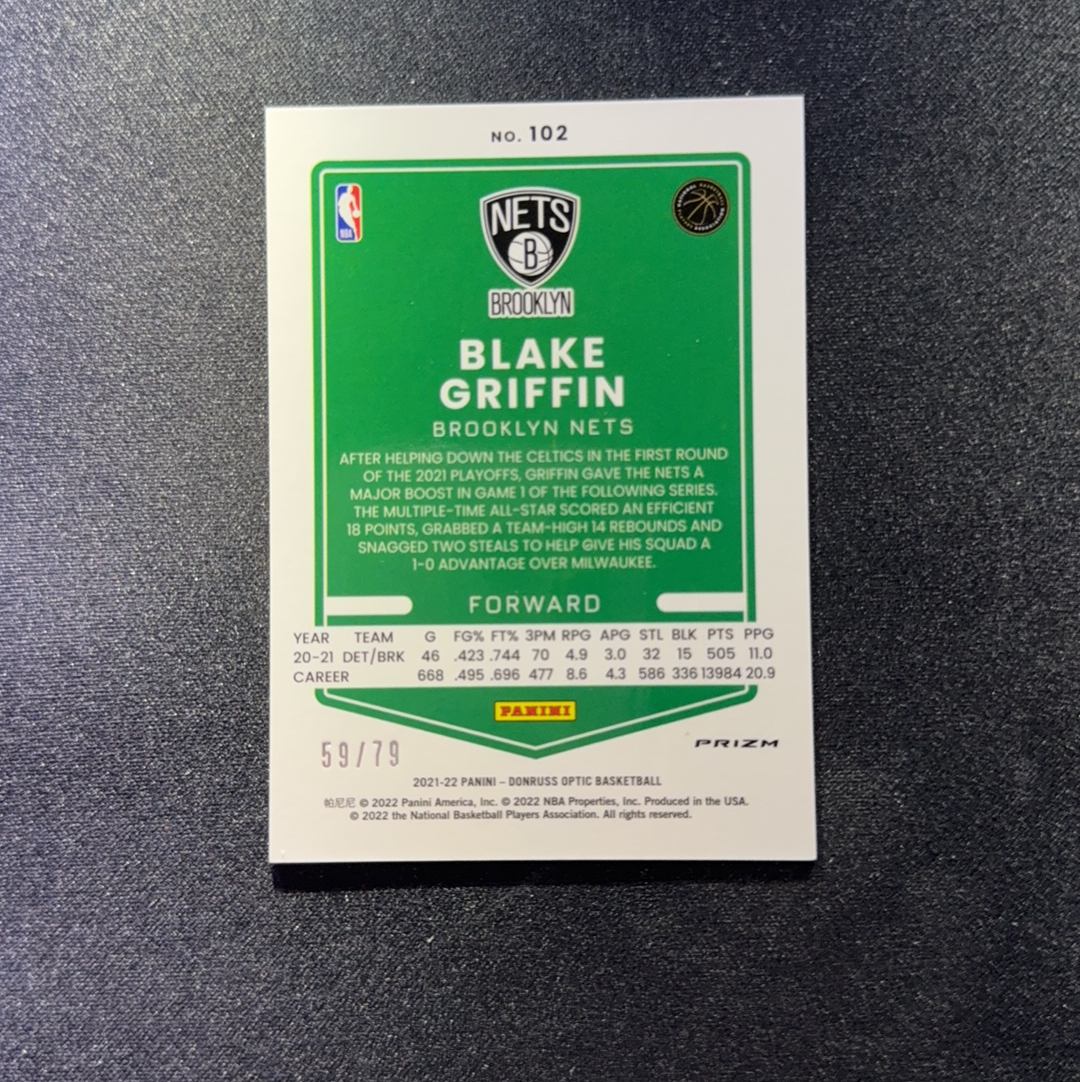 NO. 102
NBA
NETS
B
BROOKLYN
BLAKE
GRIFFIN
BROOKLYN NETS
AFTER HELPING DOWN THE CELTICS IN THE FIRST ROUND
OF THE 2021 PLAYOFFS, GRIFFIN GAVE THE NETS A
MAJOR BOOST IN GAME 1 OF THE FOLLOWING SERIES.
THE MULTIPLE-TIME ALL-STAR SCORED AN EFFICIENT
18 POINTS, GRABBED A TEAM-HIGH 14 REBOUNDS AND
SNAGGED TWO STEALS TO HELP GIVE HIS SQUAD A
1-0 ADVANTAGE OVER MILWAUKEE.
FORWARD
YEAR TEAM G FG% FT% 3PM RPG APG STL BLK PTS PPG
20-21 DET/BRK 46 .423 .744 70 4.9 3.0 32 15 505 11.0
CAREER 668 .495 .696 477 8.6 4.3 586 336 13984 20.9
PANINI
59/79
PRIZM
2021-22 PANINI – DONRUSS OPTIC BASKETBALL
帕尼尼 © 2022 Panini America, Inc. © 2022 NBA Properties, Inc. Produced in the USA.
© 2022 the National Basketball Players Association. All rights reserved.